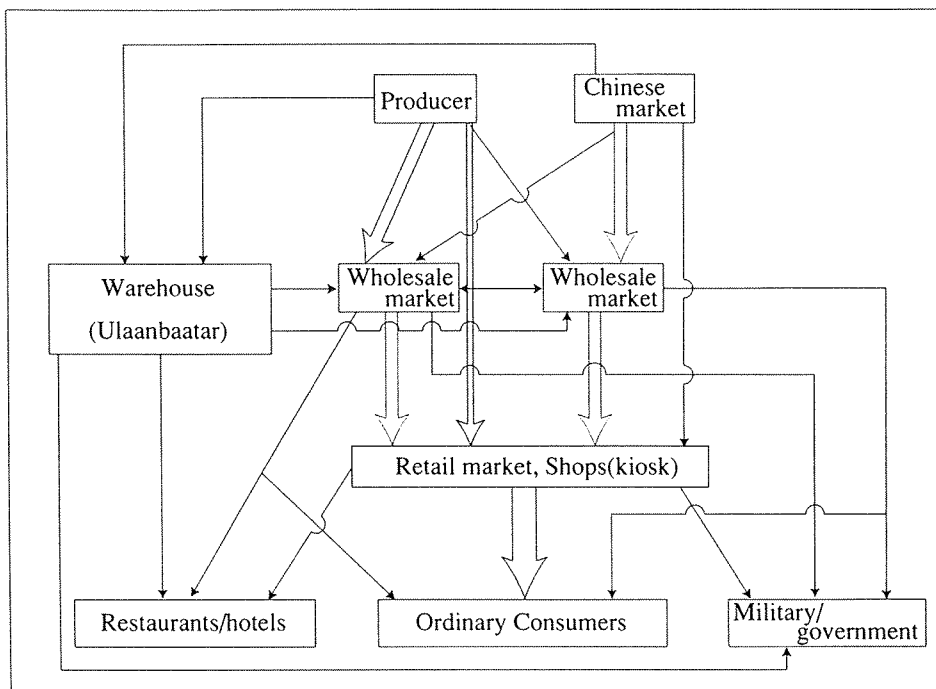 Producer
Chinese
market
Warehouse
(Ulaanbaatar)
Wholesale
market
Wholesale
market
Retail market, Shops(kiosk)
Restaurants/hotels
Ordinary Consumers
Military/
government